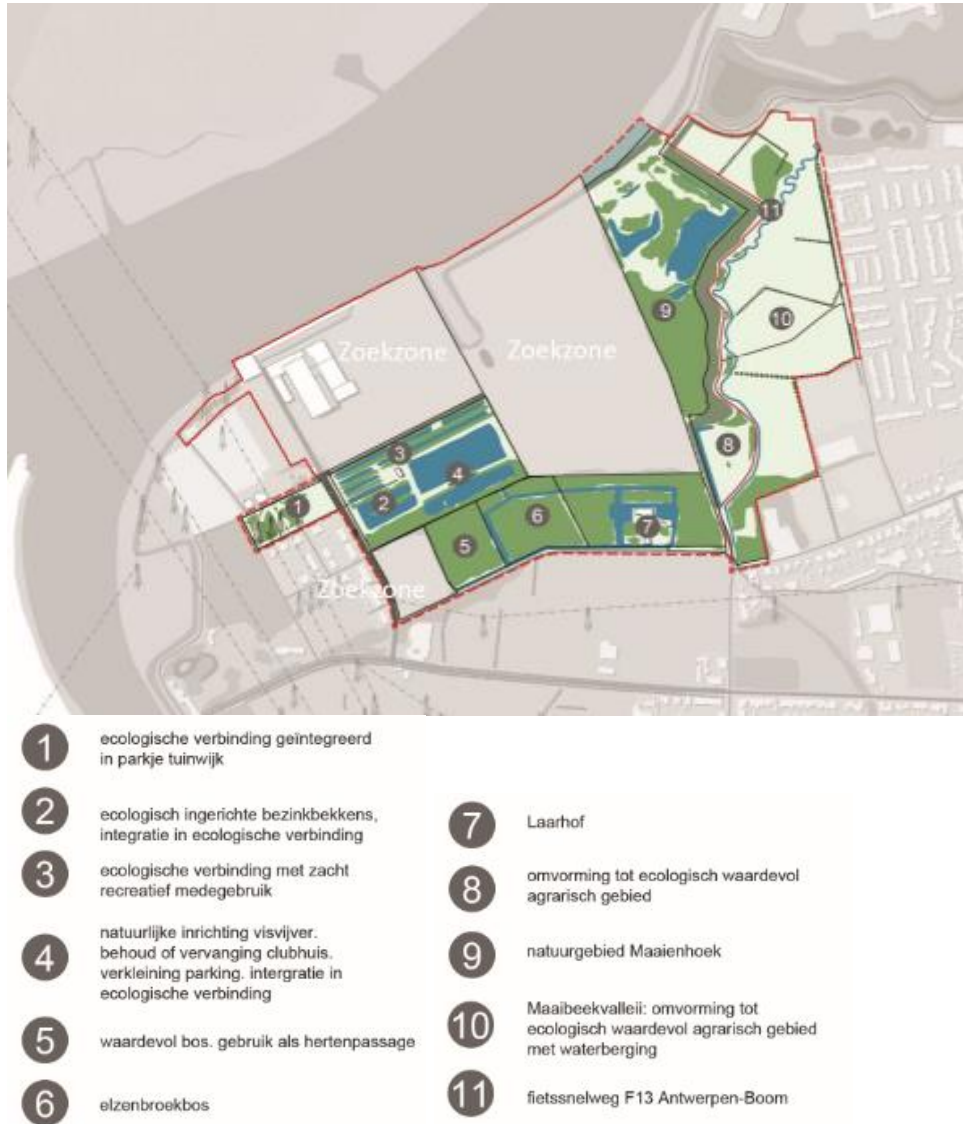 Zoekzone
Zoekzone
Zoekzone
1
2
3
4
5
6
7
8
9
10
11
1
ecologische verbinding geïntegreerd
in parkje tuinwijk
2
ecologisch ingerichte bezinkbekkens,
integratie in ecologische verbinding
3
ecologische verbinding met zacht
recreatief medegebruik
4
natuurlijke inrichting visvijver.
behoud of vervanging clubhuis.
verkleining parking. intergratie in
ecologische verbinding
5
waardevol bos. gebruik als hertenpassage
6
elzenbroekbos
7
Laarhof
8
omvorming tot ecologisch waardevol
agrarisch gebied
9
natuurgebied Maaienhoek
10
Maaibeekvalleii: omvorming tot
ecologisch waardevol agrarisch gebied
met waterberging
11
fietssnelweg F13 Antwerpen-Boom